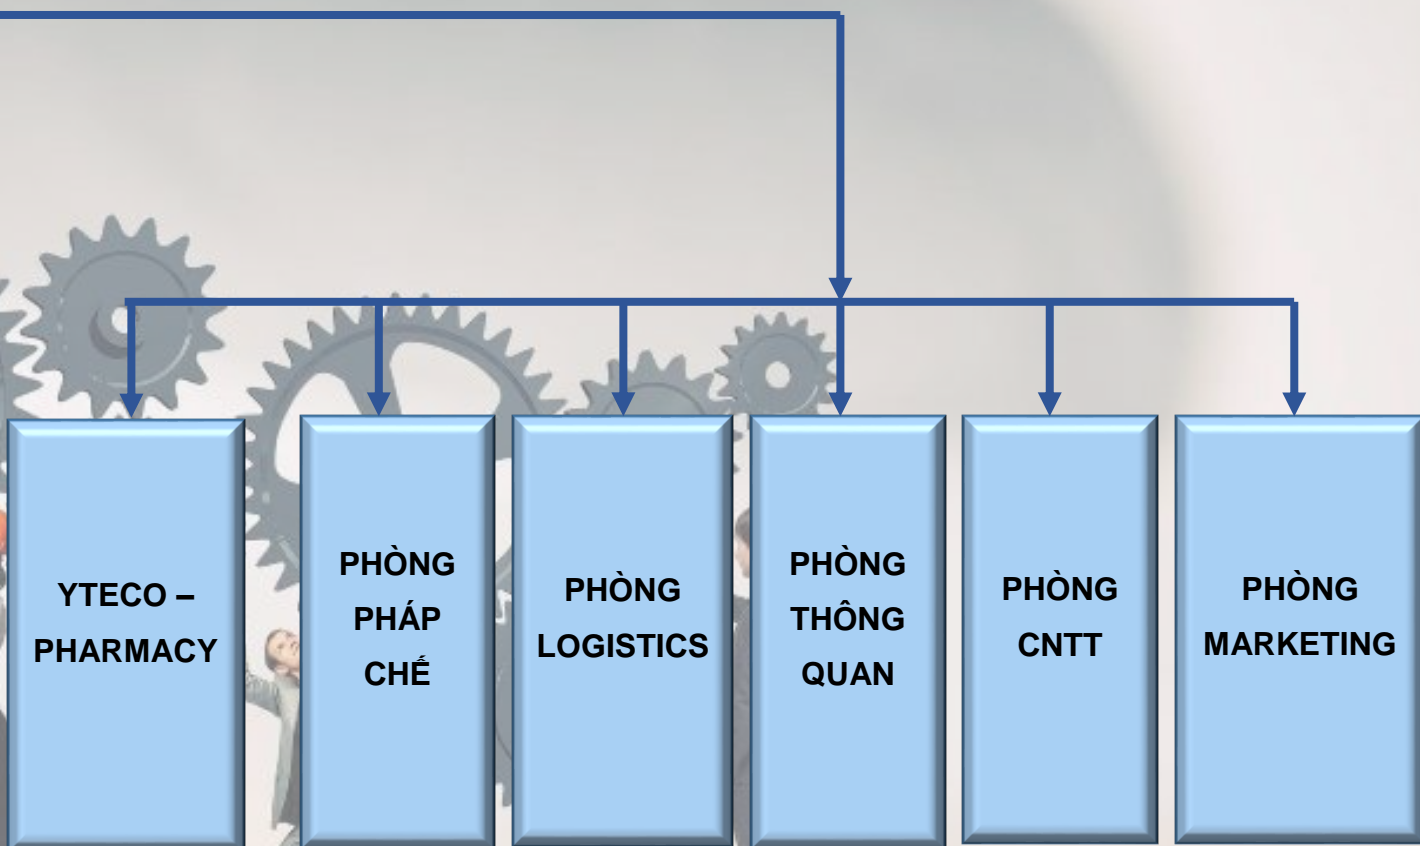 YTECO –
PHARMACY
PHÒNG
PHÁP
CHẾ
PHÒNG
LOGISTICS
PHÒNG
THÔNG
QUAN
PHÒNG
CNTT
PHÒNG
MARKETING